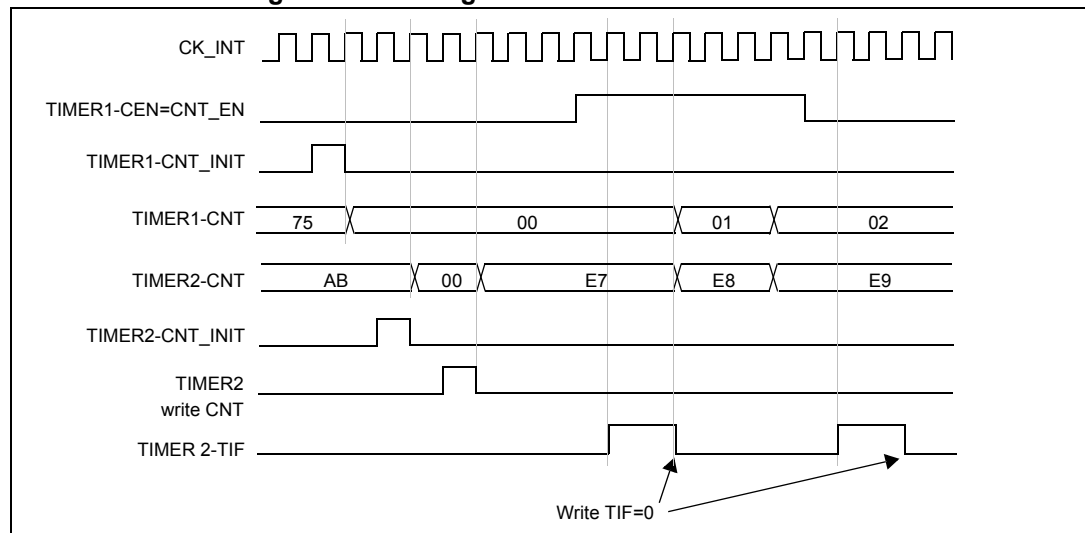 CK_INT
TIMER1-CEN=CNT_EN
TIMER1-CNT_INIT
TIMER1-CNT 75 00 01 02
TIMER2-CNT AB 00 E7 E8 E9
TIMER2-CNT_INIT
TIMER2
write CNT
TIMER 2-TIF
Write TIF=0